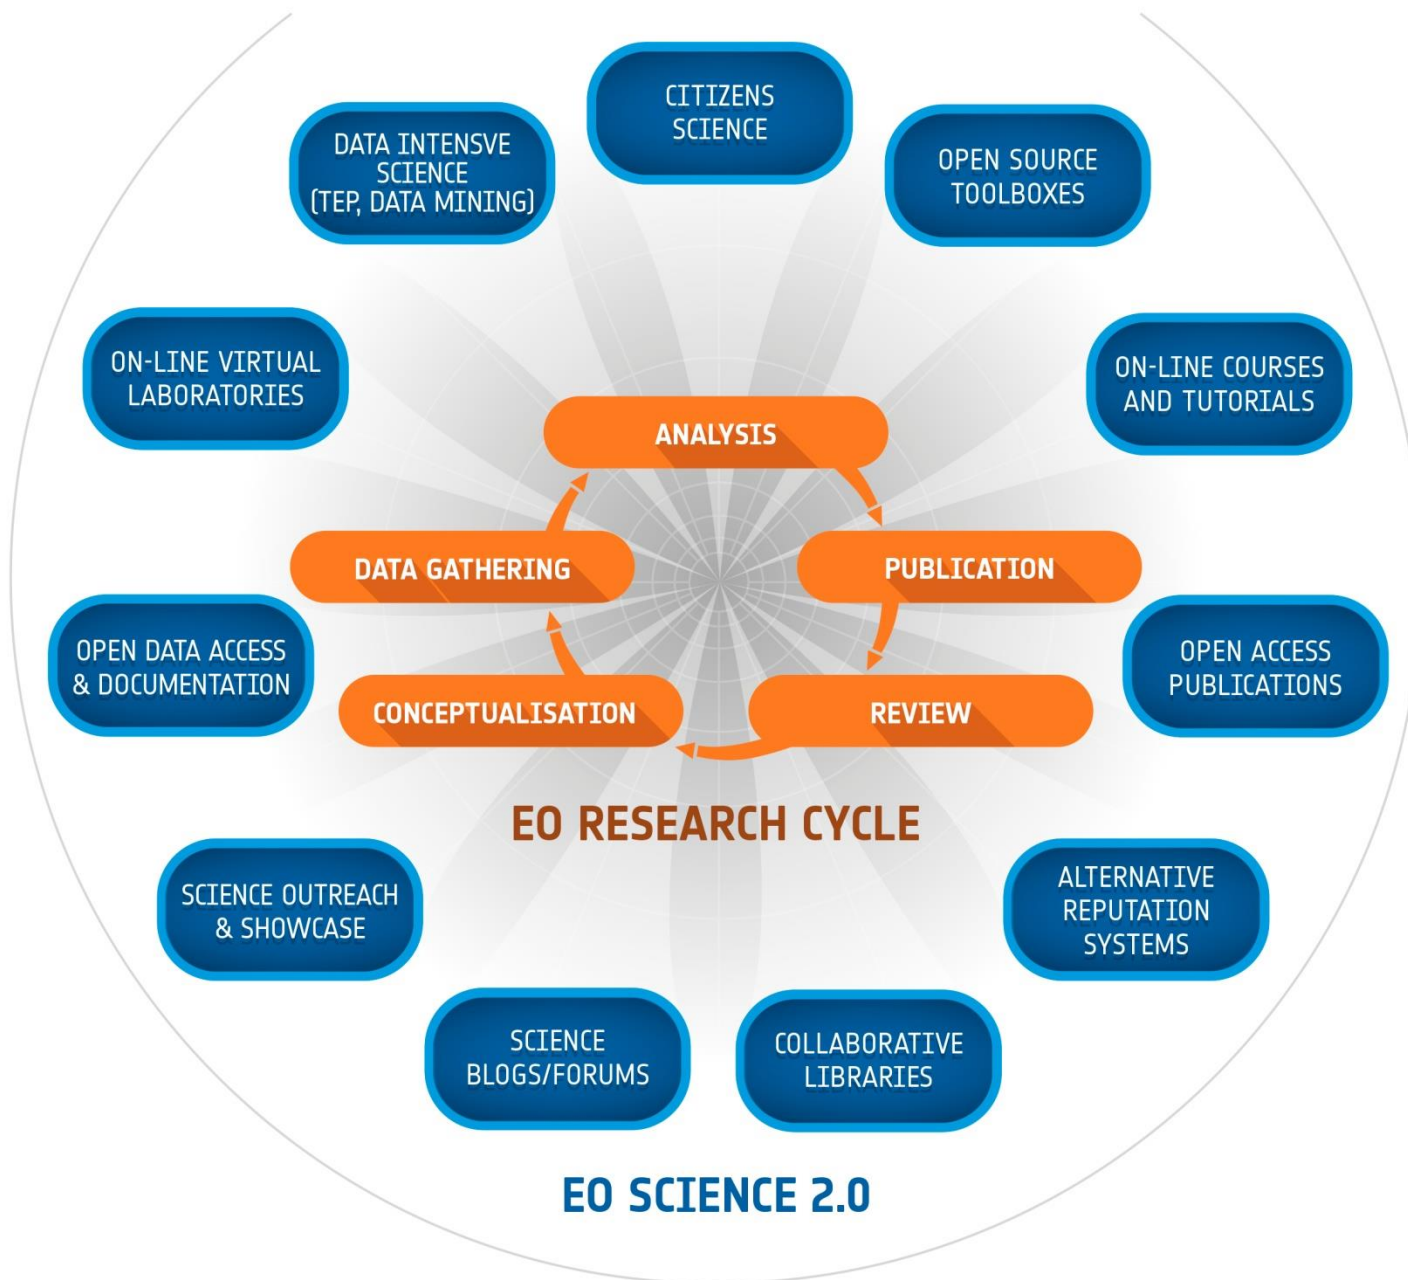 CITIZENS
SCIENCE
DATA INTENSVE
SCIENCE
(TEP, DATA MINING)
OPEN SOURCE
TOOLBOXES
ON-LINE VIRTUAL
LABORATORIES
ON-LINE COURSES
AND TUTORIALS
ANALYSIS
DATA GATHERING
PUBLICATION
OPEN DATA ACCESS
& DOCUMENTATION
OPEN ACCESS
PUBLICATIONS
CONCEPTUALISATION
REVIEW
EO RESEARCH CYCLE
SCIENCE OUTREACH
& SHOWCASE
ALTERNATIVE
REPUTATION
SYSTEMS
SCIENCE
BLOGS/FORUMS
COLLABORATIVE
LIBRARIES
EO SCIENCE 2.0